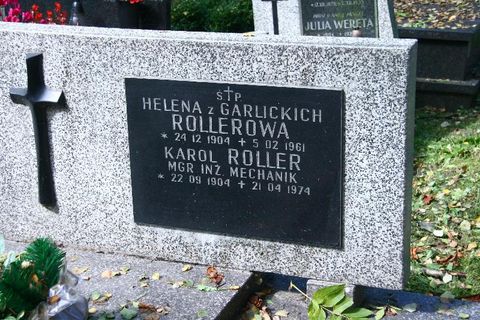 JULIA WERETA
Ś✝P
HELENA z GARLICKICH
ROLLEROWA
* 24 12 1904 + 5 02 1961
KAROL ROLLER
MGR INŻ MECHANIK
* 22 09 1904 + 21 04 1974